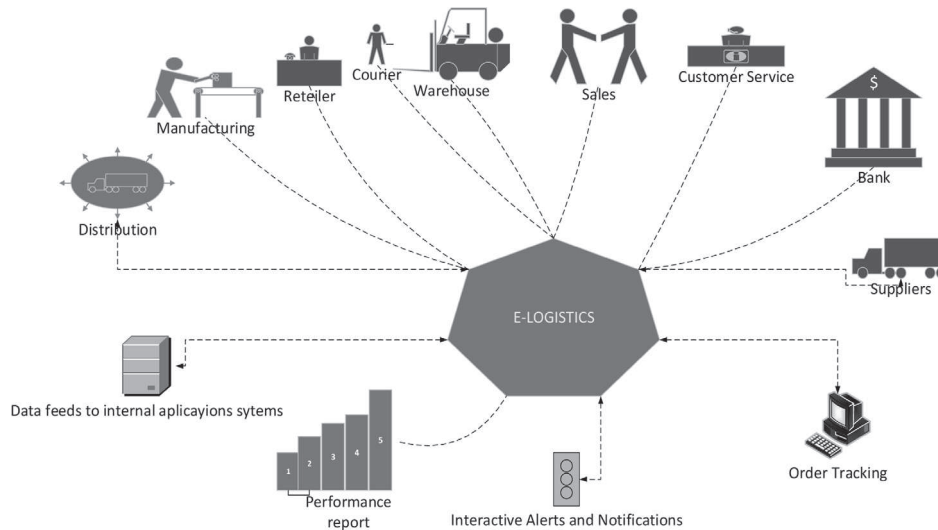 $
Courier
Warehouse
Sales
Customer Service
Reteiler
Manufacturing
Bank
Distribution
Suppliers
E-LOGISTICS
Data feeds to internal aplicayions sytems
1
2
3
4
5
Performance
report
Order Tracking
Interactive Alerts and Notifications